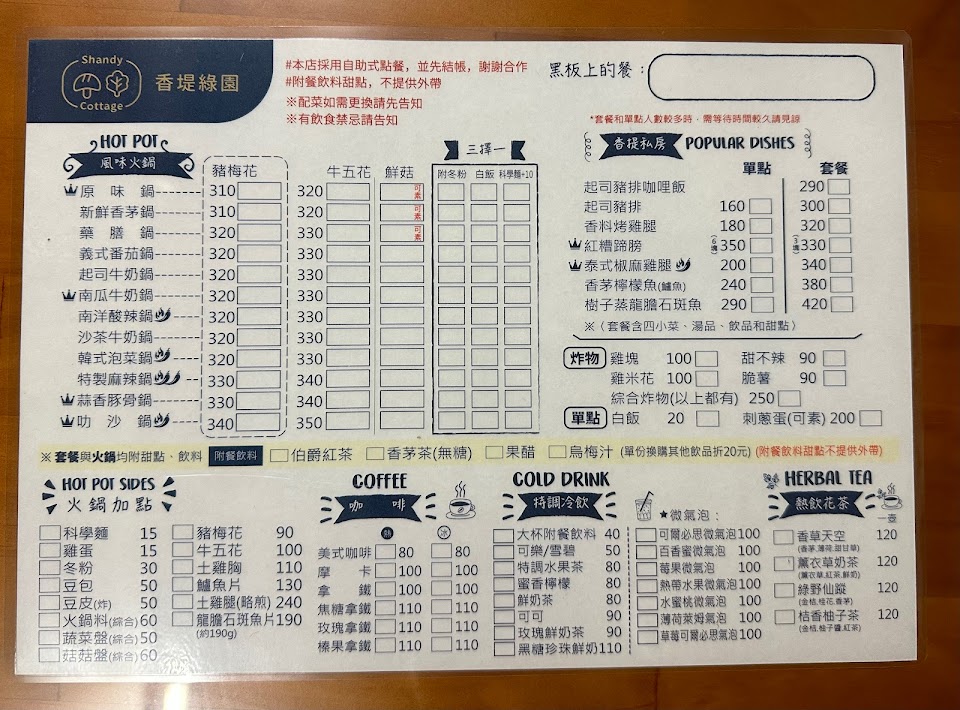 Shandy
Cottage
香堤綠園
#本店採用自助式點餐，並先結帳，謝謝合作
#附餐飲料甜點，不提供外帶
※配菜如需更換請先告知
※有飲食禁忌請告知
黑板上的餐：
*套餐和單點人數較多時，需等待時間較久請見諒
HOT POT
風味火鍋
豬梅花 牛五花 鮮菇
三擇一
附冬粉 白飯 科學麵+10
原味鍋 310 320 可素
新鮮香茅鍋 310 320 可素
藥膳鍋 310 330 可素
義式番茄鍋 320 330
起司牛奶鍋 320 330
南瓜牛奶鍋 320 330
南洋酸辣鍋 320 330
沙茶牛奶鍋 320 330
韓式泡菜鍋 320 330
特製麻辣鍋 330 340
蒜香豚骨鍋 330 340
叻沙鍋 340 350
香堤私房 POPULAR DISHES
單點 套餐
起司豬排咖哩飯 290
起司豬排 160 300
香料烤雞腿 180 320
紅糟蹄膀 (6塊) 350 (3塊) 330
泰式椒麻雞腿 200 340
香茅檸檬魚(鱸魚) 240 380
樹子蒸龍膽石斑魚 290 420
※（套餐含四小菜、湯品、飲品和甜點）
炸物 雞塊 100 甜不辣 90
雞米花 100 脆薯 90
綜合炸物(以上都有) 250
單點 白飯 20 刺蔥蛋(可素) 200
※ 套餐與火鍋均附甜點、飲料 附餐飲料 伯爵紅茶 香茅茶(無糖) 果醋 烏梅汁 (單份換購其他飲品折20元) (附餐飲料甜點不提供外帶)
HOT POT SIDES
火鍋加點
科學麵 15
雞蛋 15
冬粉 30
豆包 50
豆皮(炸) 50
火鍋料(綜合) 60
蔬菜盤(綜合) 50
菇菇盤(綜合) 60
豬梅花 90
牛五花 100
土雞胸 110
鱸魚片 130
土雞腿(略煎) 240
龍膽石斑魚片 190
(約190g)
COFFEE
咖啡
熱 冰
美式咖啡 80 80
摩卡 100 100
拿鐵 100 100
焦糖拿鐵 110 110
玫瑰拿鐵 110 110
榛果拿鐵 110 110
COLD DRINK
特調冷飲
大杯附餐飲料 40
可樂/雪碧 50
特調水果茶 80
蜜香檸檬 80
鮮奶茶 80
可可 90
玫瑰鮮奶茶 90
黑糖珍珠鮮奶 110
★微氣泡：
可爾必思微氣泡 100
百香蜜微氣泡 100
莓果微氣泡 100
熱帶水果微氣泡 100
水蜜桃微氣泡 100
薄荷萊姆微氣泡 100
草莓可爾必思氣泡 100
HERBAL TEA
熱飲花茶
一壺
香草天空 120
(香茅,薄荷,甜甘草)
薰衣草奶茶 120
(薰衣草,紅茶,鮮奶)
綠野仙蹤 120
(金桔,桂花,香茅)
桔香柚子茶 120
(金桔,柚子醬,紅茶)